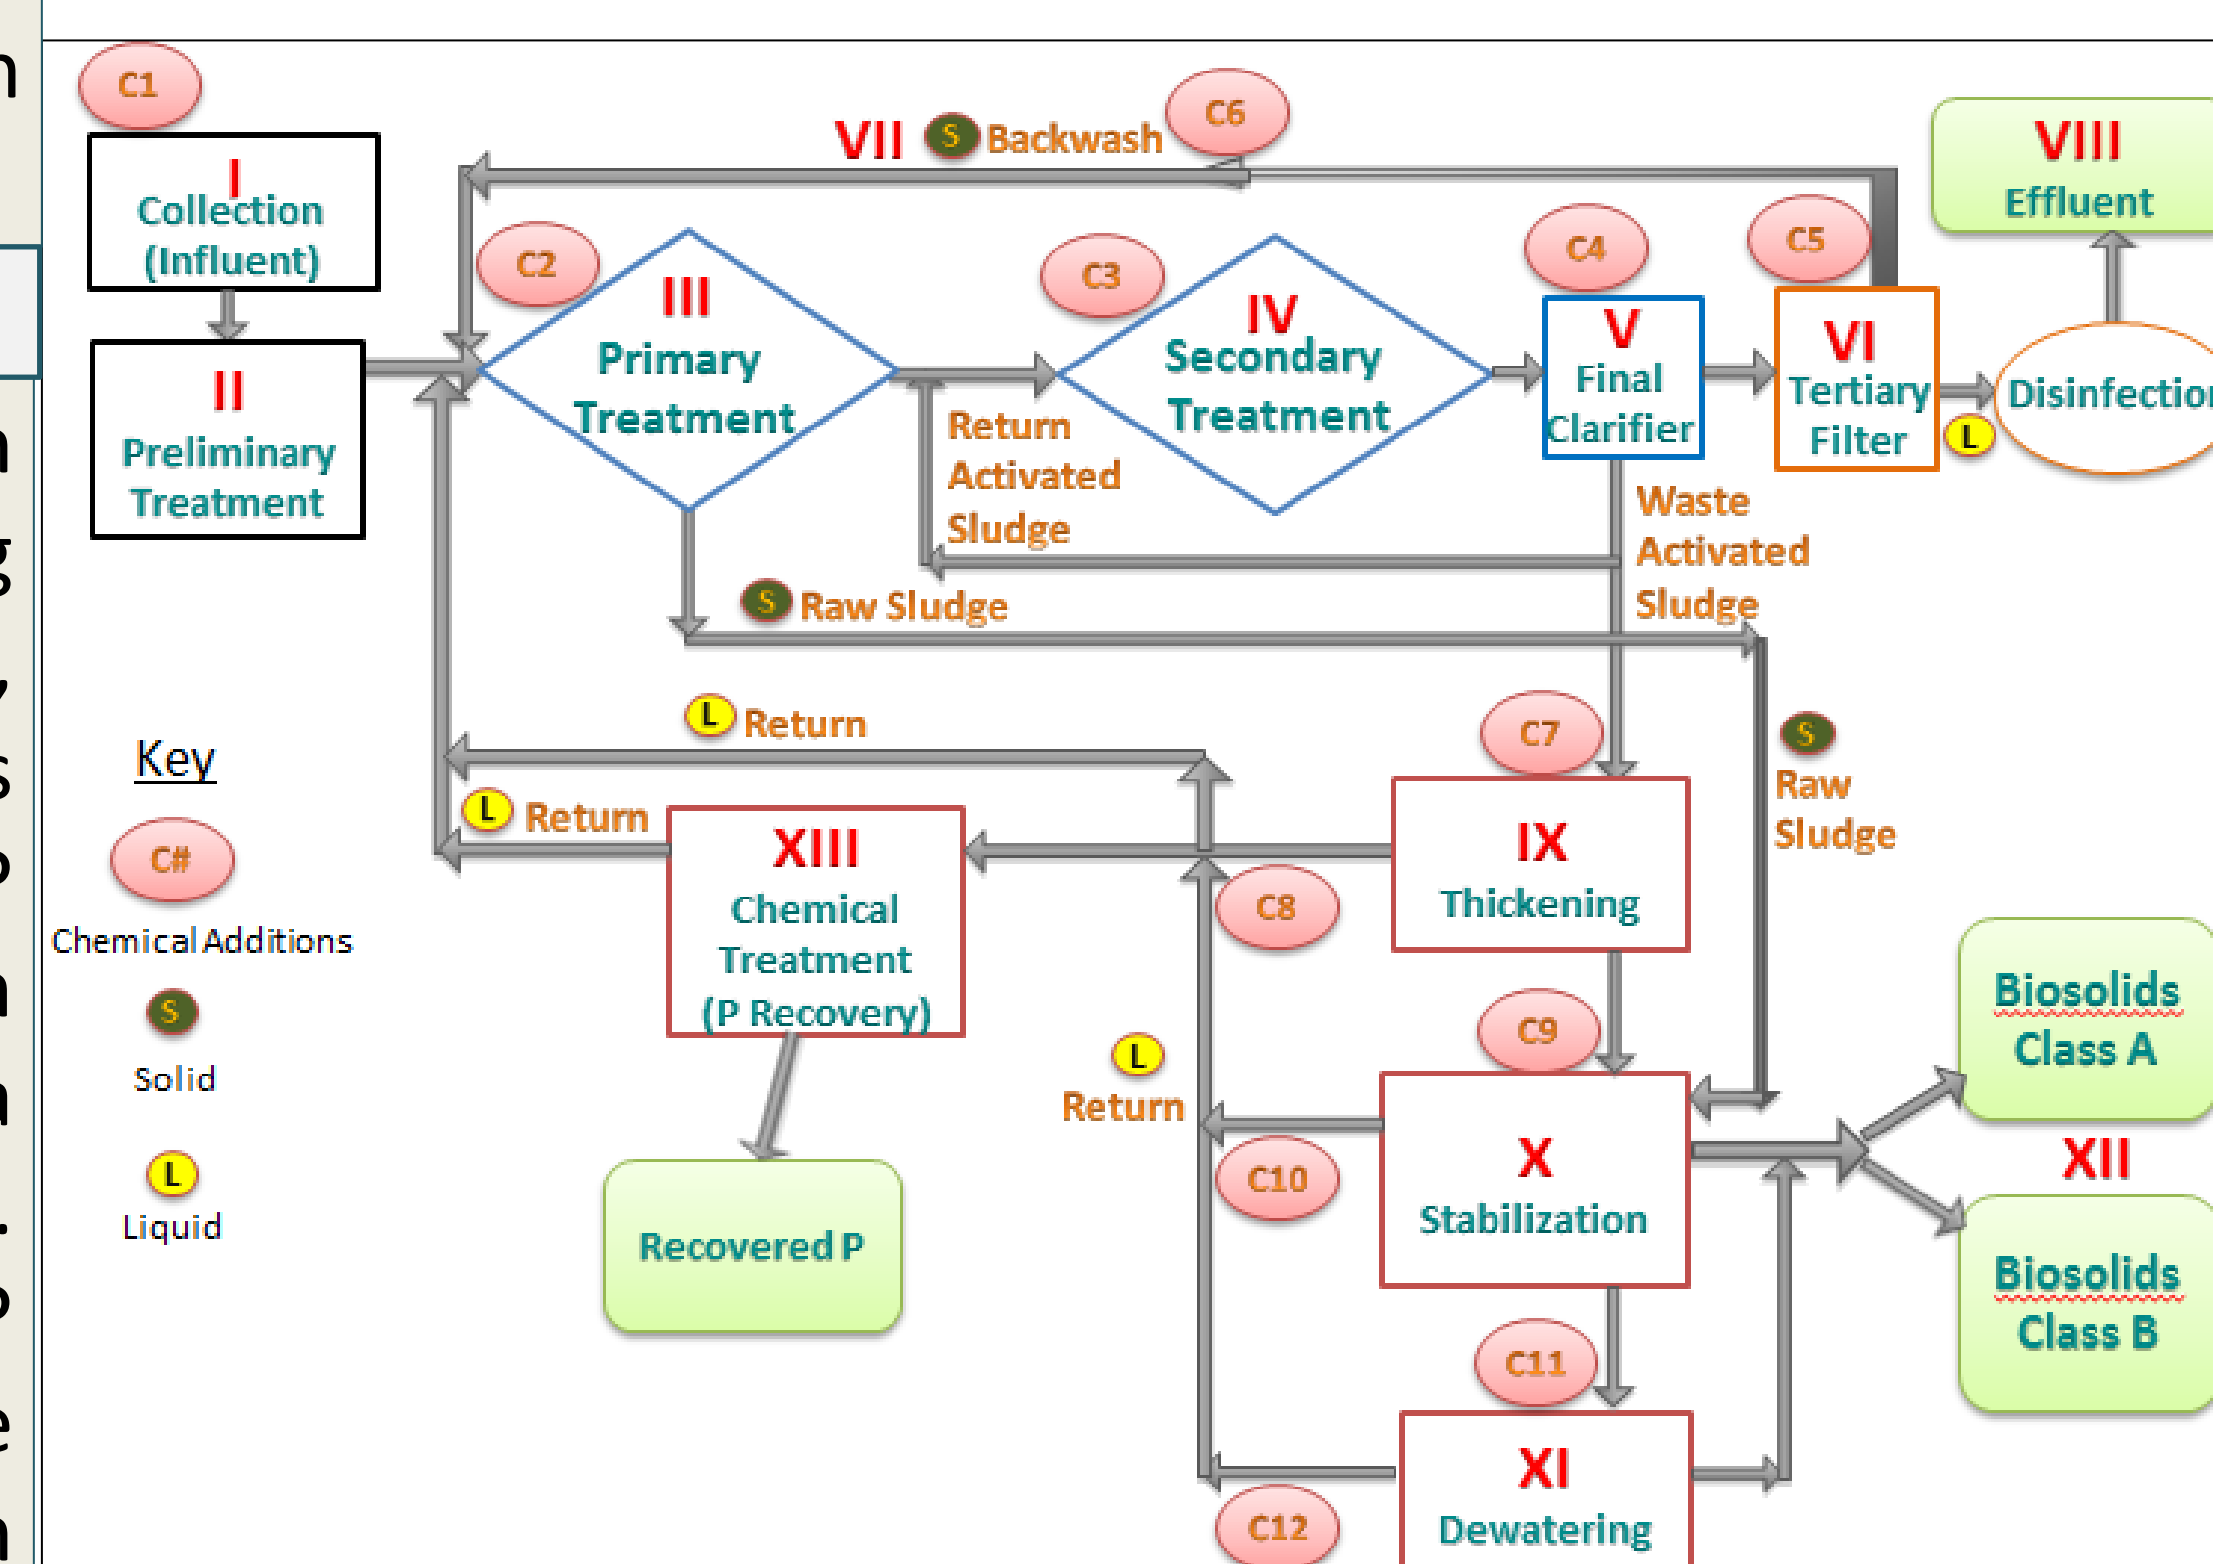 C1
I
Collection
(Influent)
II
Preliminary
Treatment
VII S Backwash
C6
C2
III
Primary
Treatment
C3
IV
Secondary
Treatment
C4
V
Final
Clarifier
C5
VI
Tertiary
Filter
VIII
Effluent
L
Return
Activated
Sludge
Waste
Activated
Sludge
S Raw Sludge
S
Raw
Sludge
L Return
L Return
C7
IX
Thickening
C8
XIII
Chemical
Treatment
(P Recovery)
Recovered P
L
Return
C9
X
Stabilization
C10
C11
XI
Dewatering
C12
Biosolids
Class A
XII
Biosolids
Class B
Key
C#
Chemical Additions
S
Solid
L
Liquid